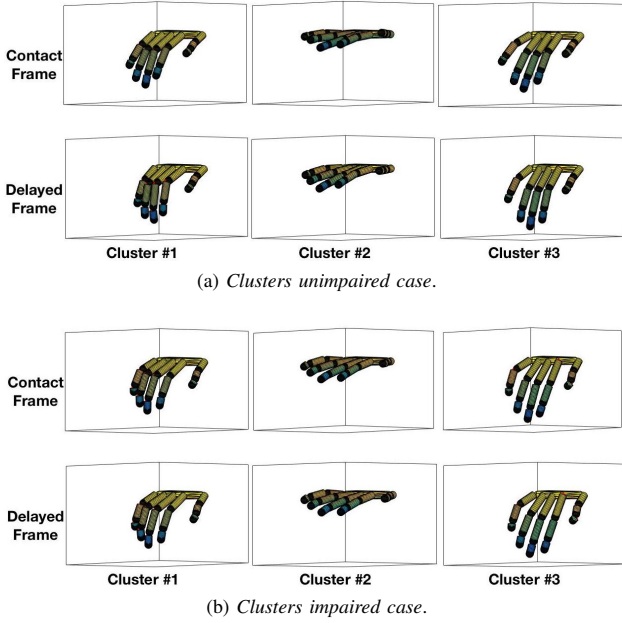 Contact
Frame
Delayed
Frame
Cluster #1 Cluster #2 Cluster #3
(a) Clusters unimpaired case.
Contact
Frame
Delayed
Frame
Cluster #1 Cluster #2 Cluster #3
(b) Clusters impaired case.